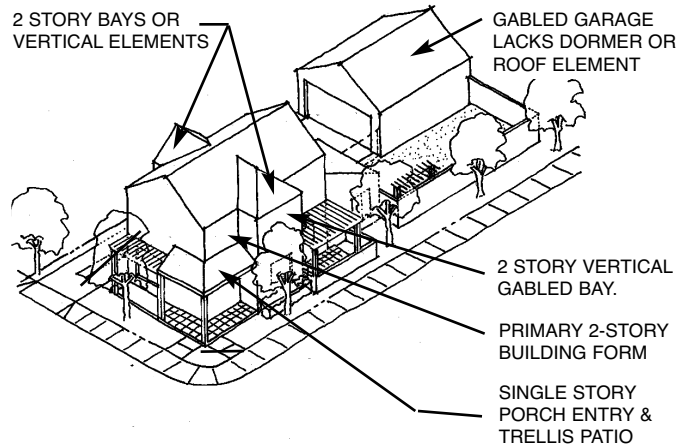 2 STORY BAYS OR
VERTICAL ELEMENTS
GABLED GARAGE
LACKS DORMER OR
ROOF ELEMENT
2 STORY VERTICAL
GABLED BAY.
PRIMARY 2-STORY
BUILDING FORM
SINGLE STORY
PORCH ENTRY &
TRELLIS PATIO